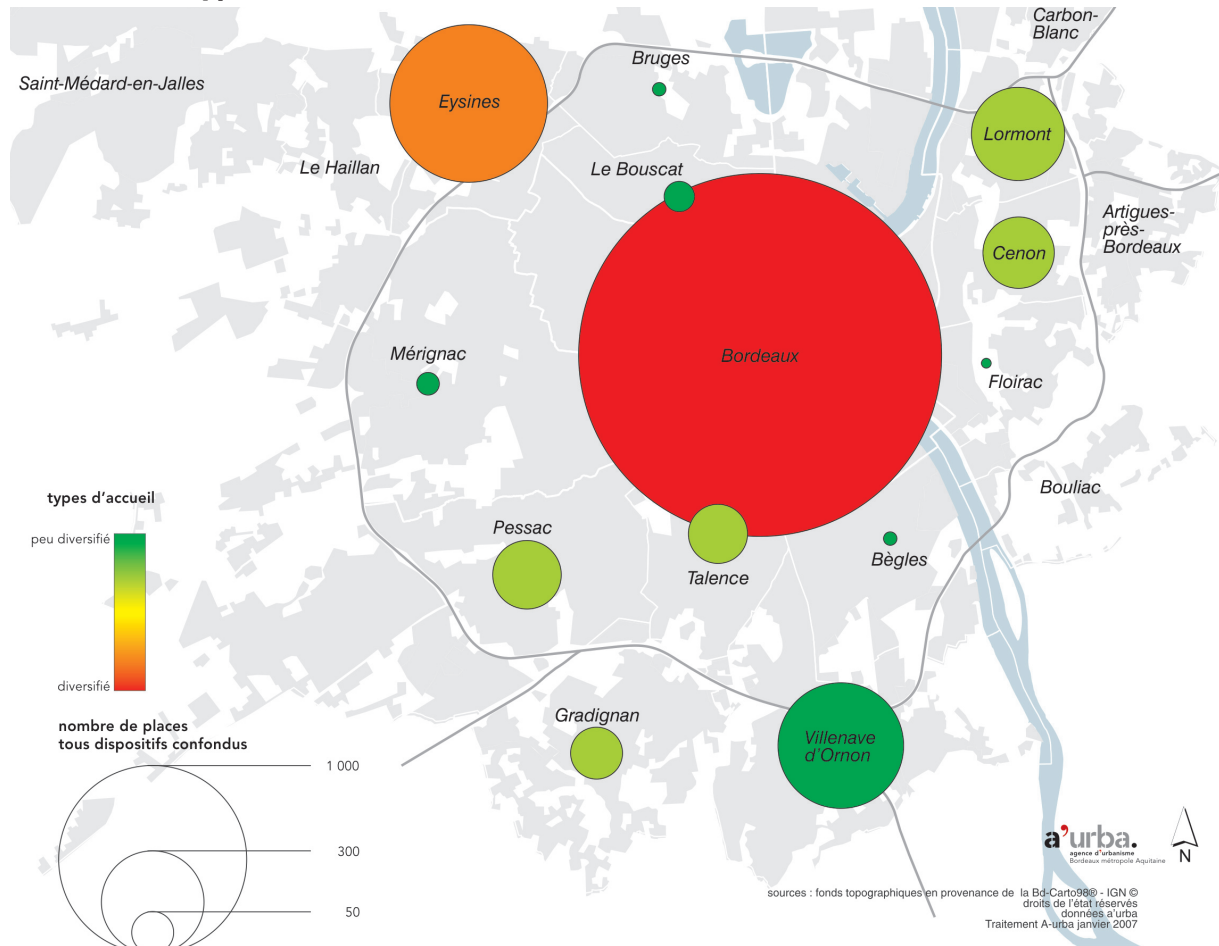 Carbon-
Blanc
Bruges
Saint-Médard-en-Jalles
Eysines
Lormont
Le Haillan
Le Bouscat
Artigues-
près-
Bordeaux
Cenon
Mérignac
Bordeaux
Floirac
Bouliac
types d'accueil
peu diversifié
diversifié
Pessac
Talence
Bègles
nombre de places
tous dispositifs confondus
1 000
300
50
Gradignan
Villenave
d'Ornon
a'urba.
agence d'urbanisme
Bordeaux métropole Aquitaine
N
sources : fonds topographiques en provenance de la Bd-Carto98® - IGN ©
droits de l'état réservés
données a'urba
Traitement A-urba janvier 2007